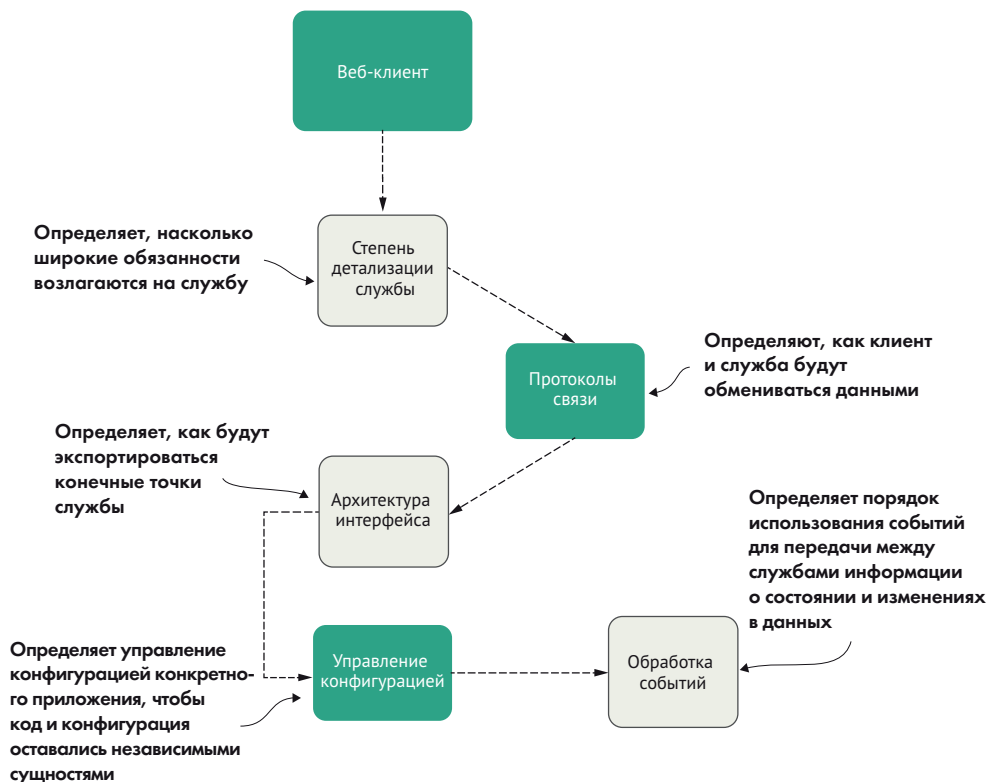 Веб-клиент
Определяет, насколько
широкие обязанности
возлагаются на службу
Степень
детализации
службы
Протоколы
связи
Определяют, как клиент
и служба будут
обмениваться данными
Определяет, как будут
экспортироваться
конечные точки
службы
Архитектура
интерфейса
Определяет порядок
использования событий
для передачи между
службами информации
о состоянии и изменениях
в данных
Определяет управление
конфигурацией конкретно-
го приложения, чтобы
код и конфигурация
оставались независимыми
сущностями
Управление
конфигурацией
Обработка
событий